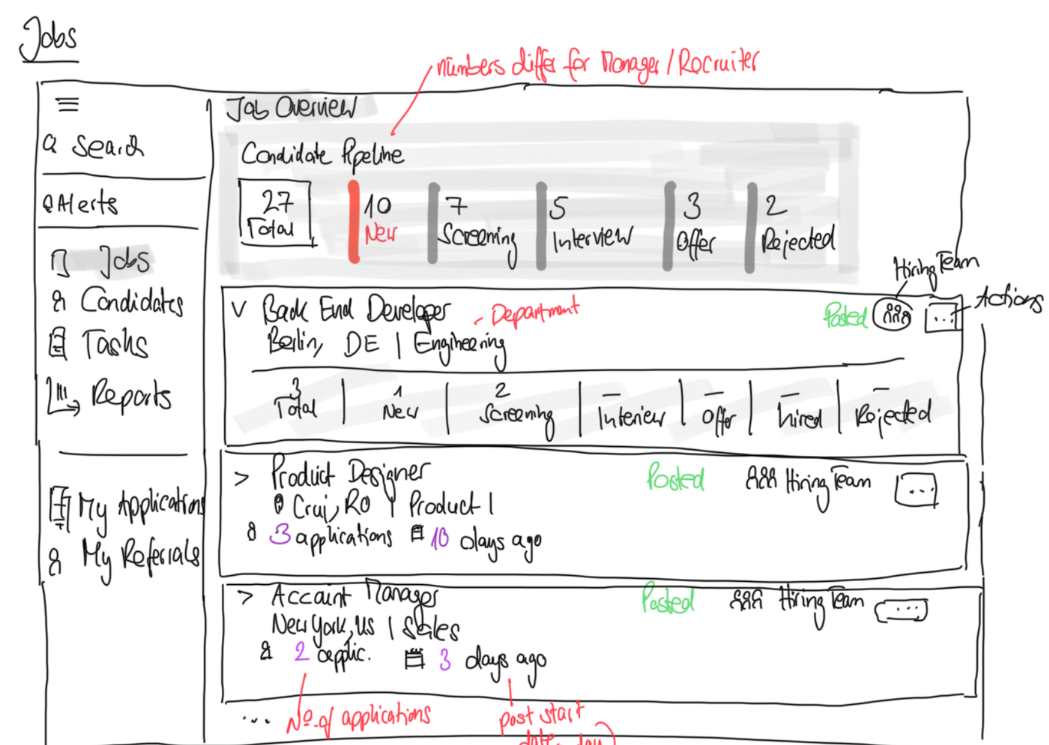 Jobs
numbers differ for Manager/Recruiter
Search
Alerts
Jobs
Candidates
Tasks
Reports
My Applications
My Referrals
Job Overview
Candidate Pipeline
27 Total
10 New
7 Screening
5 Interview
3 Offer
2 Rejected
Hiring Team
Actions
Back End Developer
Department
Posted
...
Berlin, DE | Engineering
3 Total
1 New
2 Screening
– Interview
– Offer
– hired
– Rejected
> Product Designer
Posted
Hiring Team
...
Cruj, RO | Product |
3 applications
10 days ago
> Account Manager
Posted
Hiring Team
....
New York, US | Sales
2 applic.
3 days ago
...
No. of applications
post start